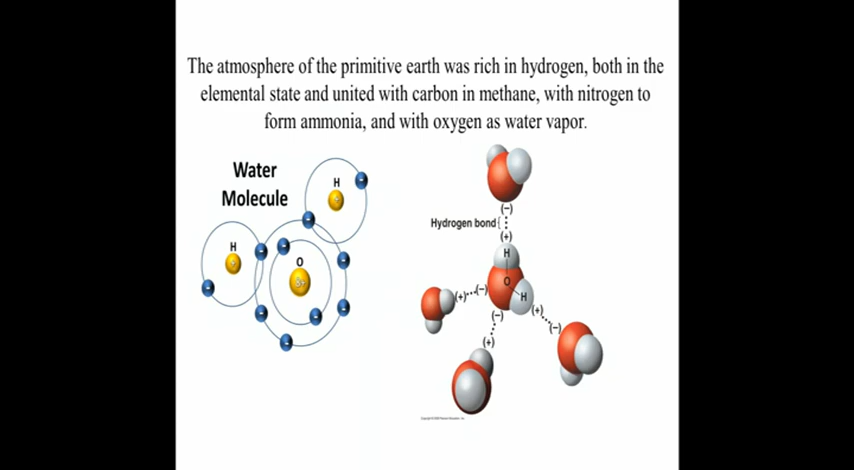 The atmosphere of the primitive earth was rich in hydrogen, both in the
elemental state and united with carbon in methane, with nitrogen to
form ammonia, and with oxygen as water vapor.
Water
Molecule
H
H
O
Hydrogen bond
(−)
(+)
H
O
H
(+)
(−)
(+)
(−)
(−)
(+)